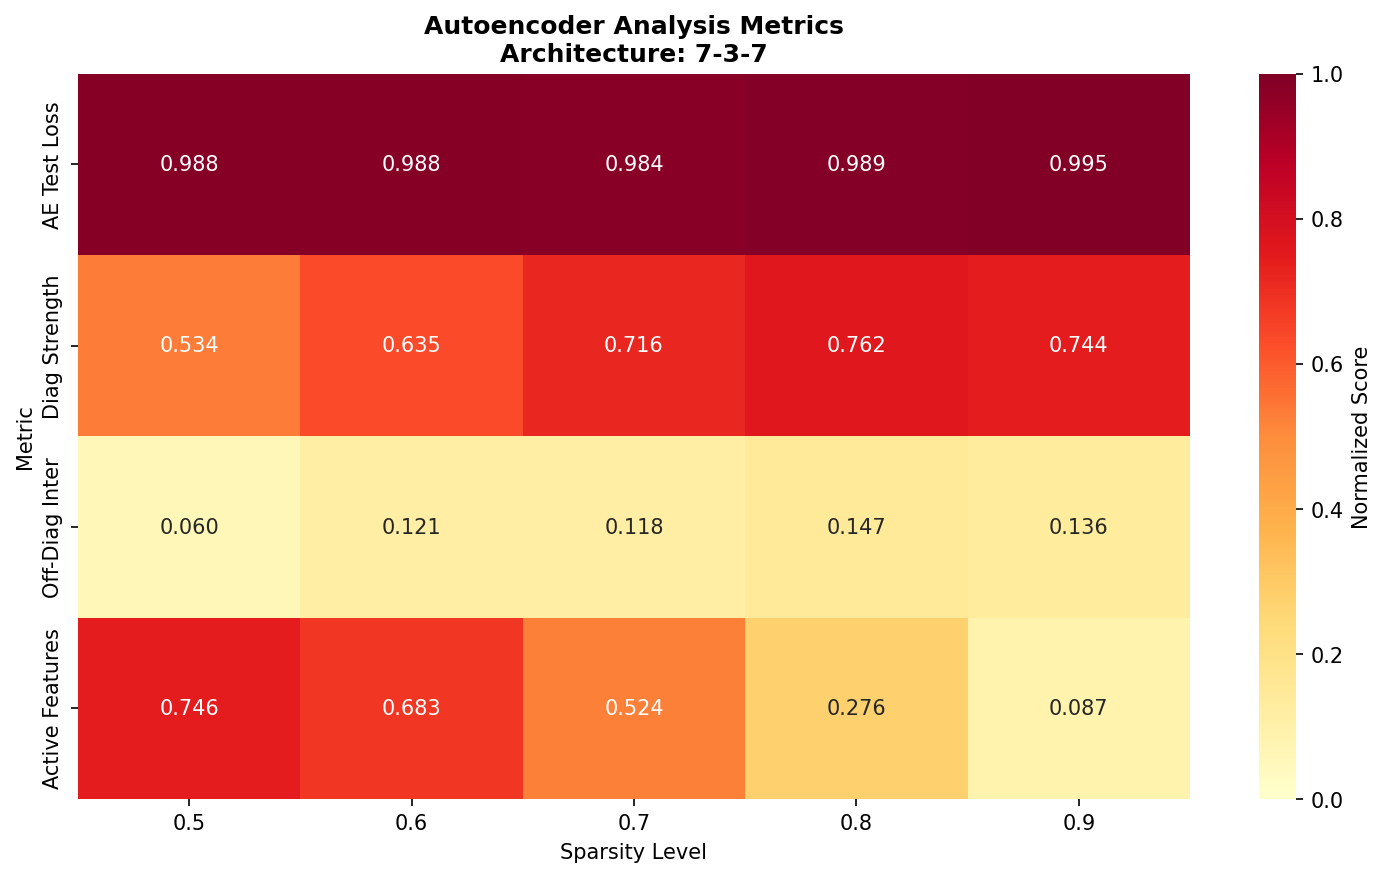 Autoencoder Analysis Metrics
Architecture: 7-3-7
Metric
AE Test Loss
0.988 0.988 0.984 0.989 0.995
Diag Strength
0.534 0.635 0.716 0.762 0.744
Off-Diag Inter
0.060 0.121 0.118 0.147 0.136
Active Features
0.746 0.683 0.524 0.276 0.087
0.5 0.6 0.7 0.8 0.9
Sparsity Level
1.0
0.8
0.6
0.4
0.2
0.0
Normalized Score